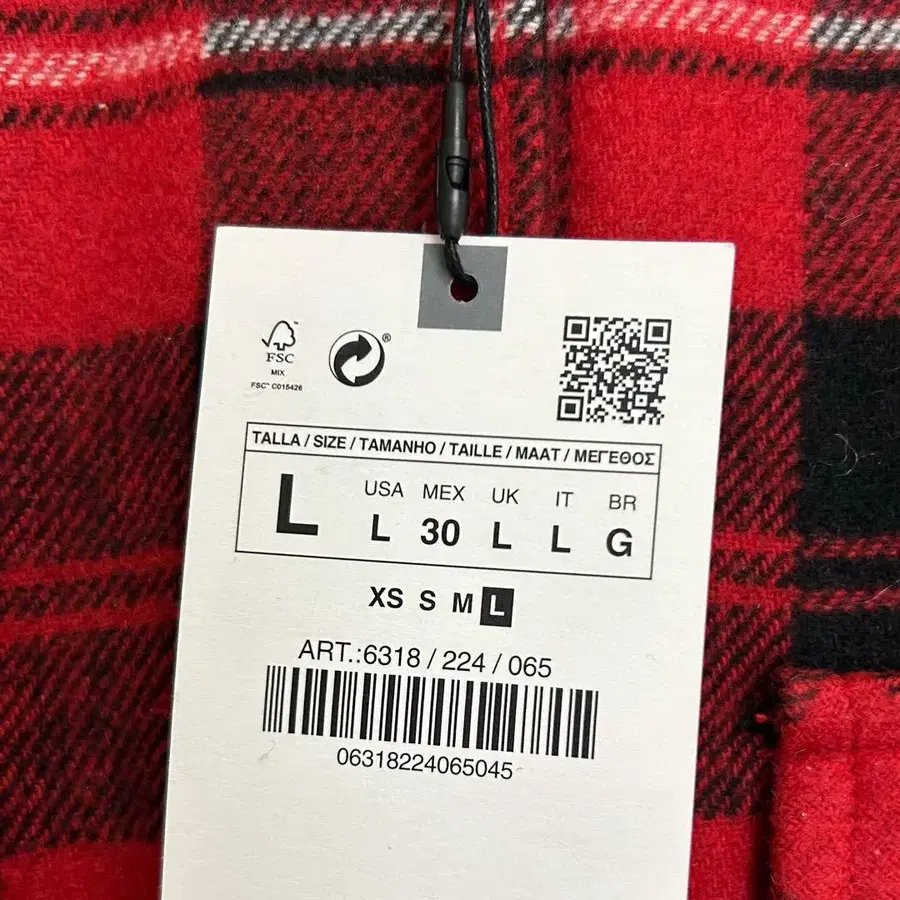 FSC
MIX
FSC™ C015426
®
TALLA / SIZE / TAMANHO / TAILLE / MAAT / ΜΕΓΕΘΟΣ
L
USA MEX UK IT BR
L 30 L L G
XS S M L
ART.:6318 / 224 / 065
06318224065045